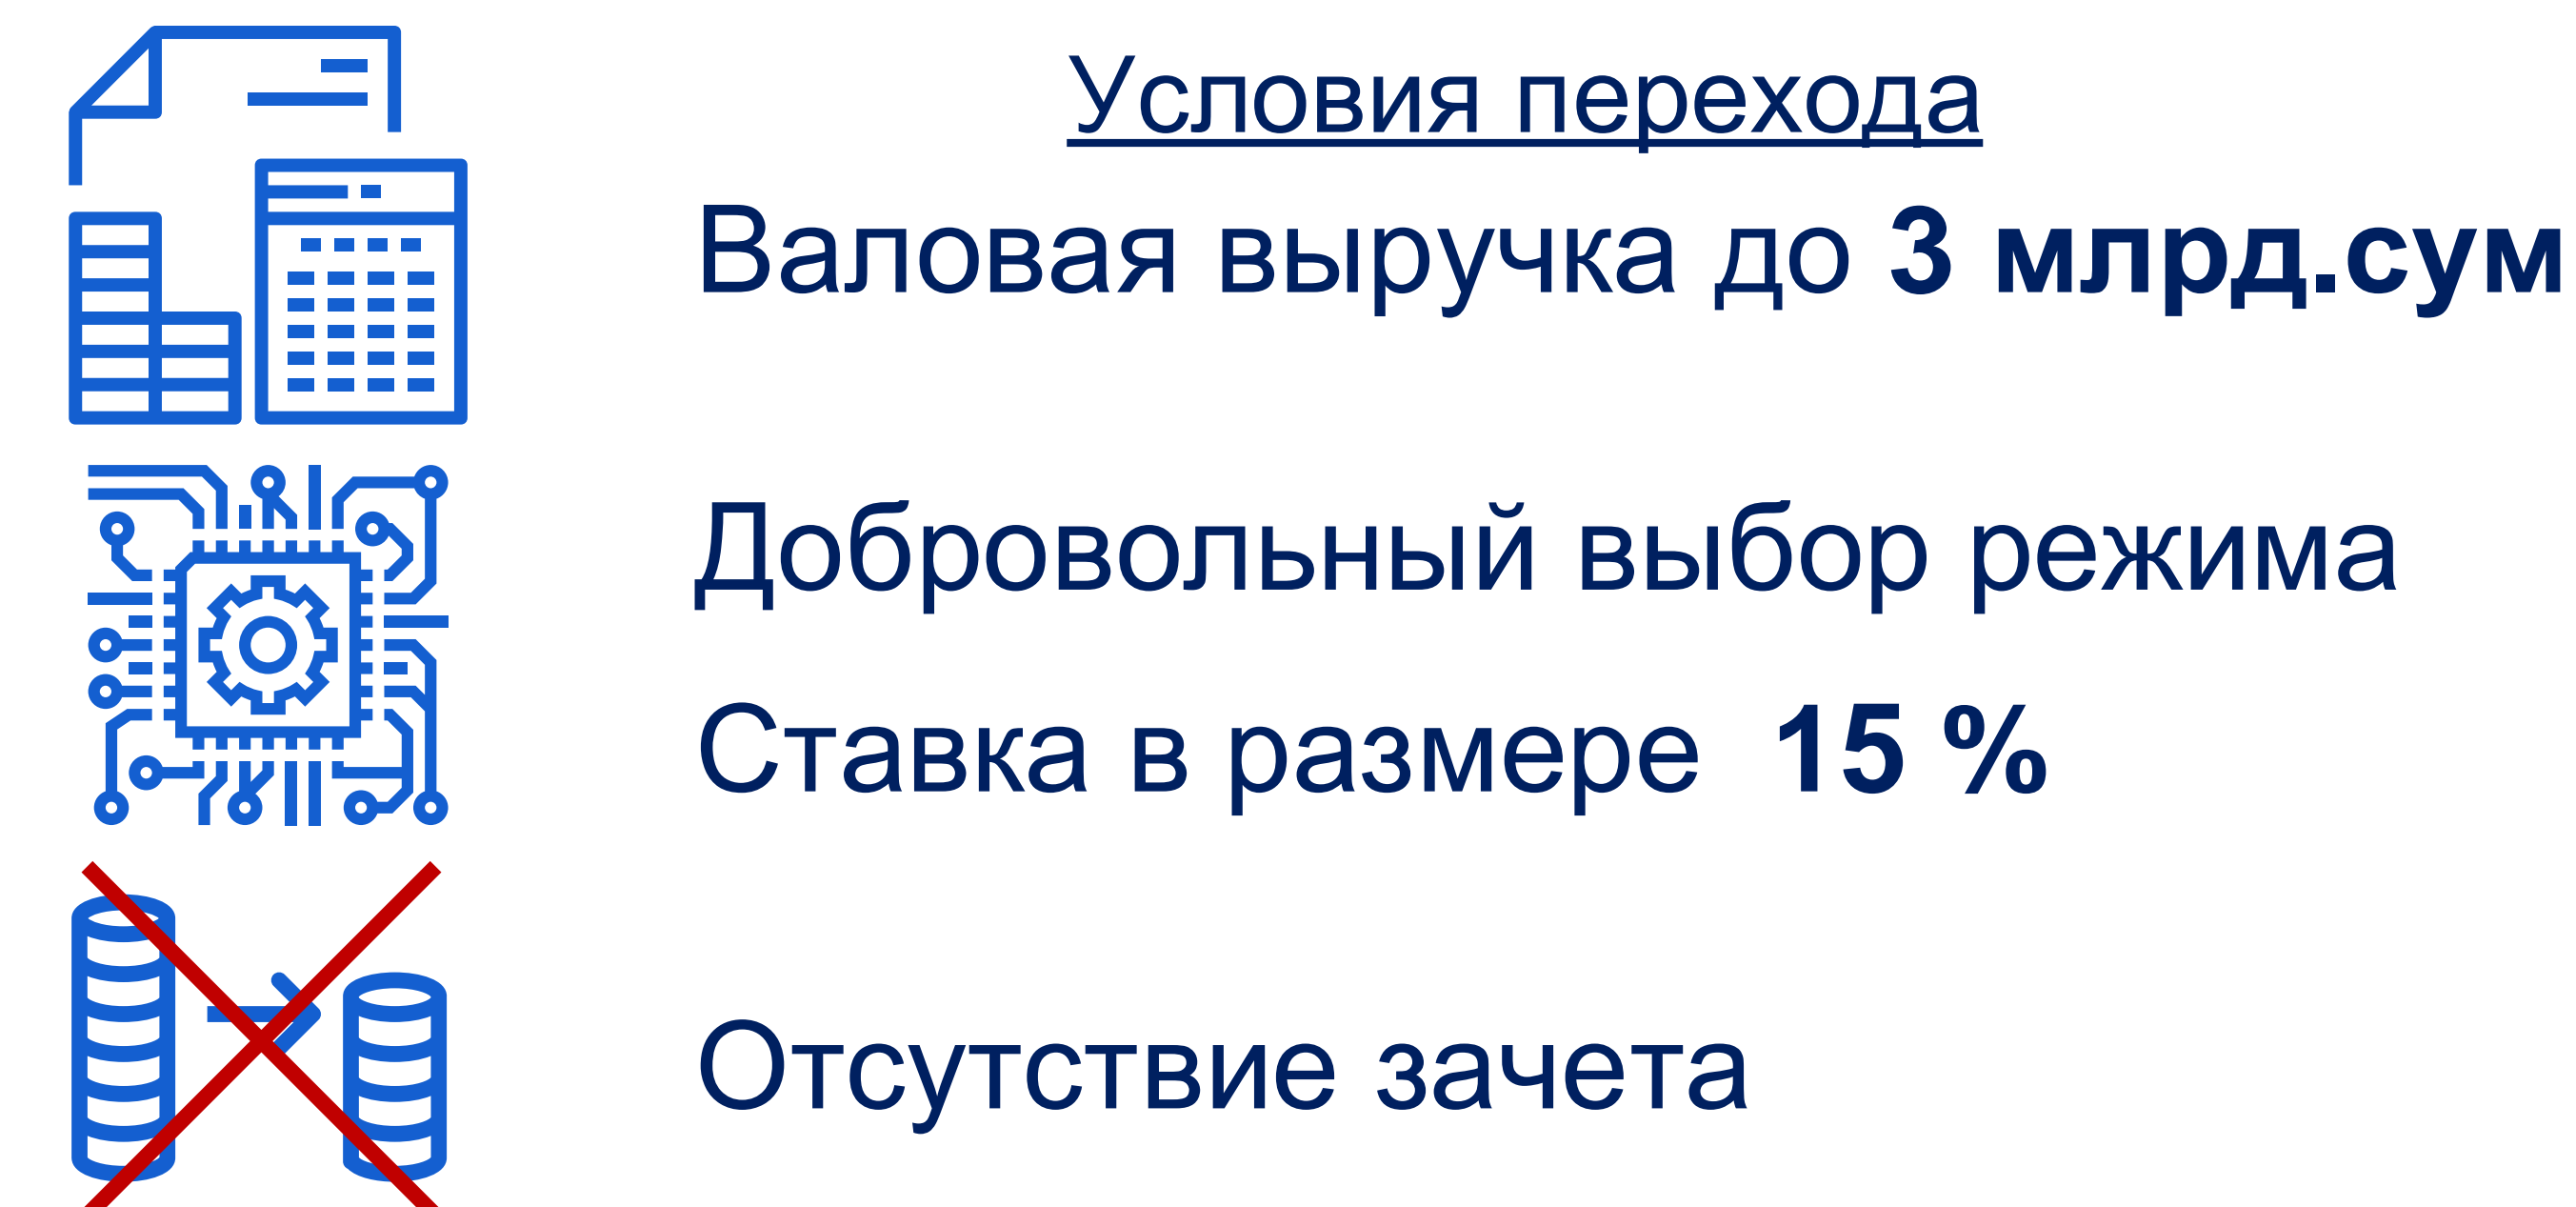 Условия перехода
Валовая выручка до 3 млрд.сум
Добровольный выбор режима
Ставка в размере 15 %
Отсутствие зачета